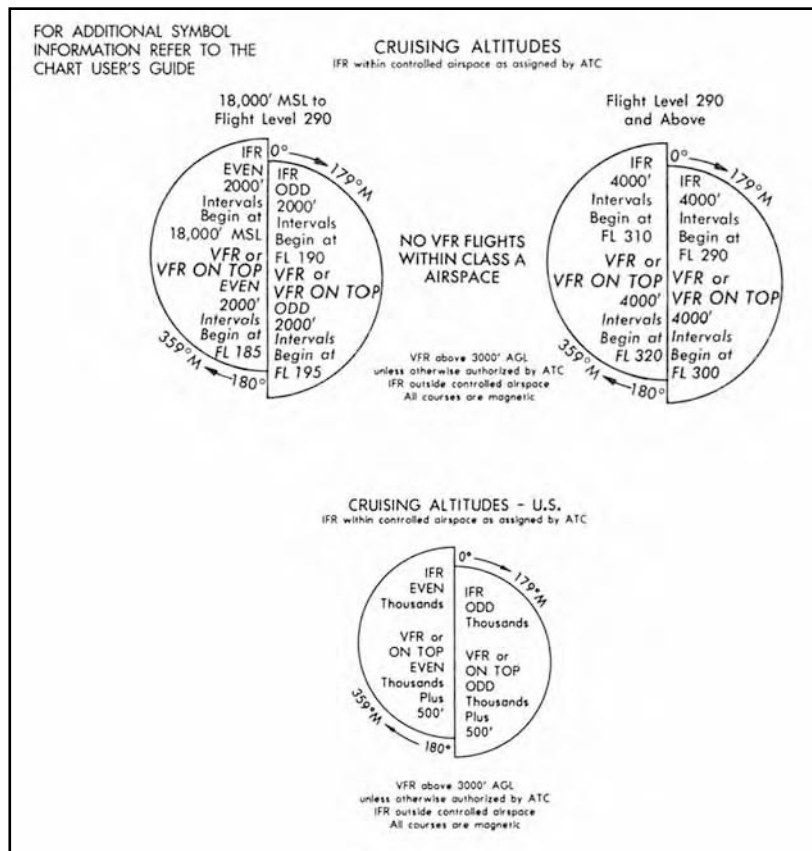 FOR ADDITIONAL SYMBOL
INFORMATION REFER TO THE
CHART USER'S GUIDE
CRUISING ALTITUDES
IFR within controlled airspace as assigned by ATC
18,000' MSL to
Flight Level 290
IFR
EVEN
2000'
Intervals
Begin at
18,000' MSL
VFR or
VFR ON TOP
EVEN
2000'
Intervals
Begin at
FL 185
0°
179°M
IFR
ODD
2000'
Intervals
Begin at
FL 190
VFR or
VFR ON TOP
ODD
2000'
Intervals
Begin at
FL 195
359°M
180°
NO VFR FLIGHTS
WITHIN CLASS A
AIRSPACE
VFR above 3000' AGL
unless otherwise authorized by ATC
IFR outside controlled airspace
All courses are magnetic
Flight Level 290
and Above
IFR
4000'
Intervals
Begin at
FL 310
VFR or
VFR ON TOP
4000'
Intervals
Begin at
FL 320
0°
179°M
IFR
4000'
Intervals
Begin at
FL 290
VFR or
VFR ON TOP
4000'
Intervals
Begin at
FL 300
359°M
180°
CRUISING ALTITUDES - U.S.
IFR within controlled airspace as assigned by ATC
IFR
EVEN
Thousands
VFR or
ON TOP
EVEN
Thousands
Plus
500'
0°
179°M
IFR
ODD
Thousands
VFR or
ON TOP
ODD
Thousands
Plus
500'
359°M
180°
VFR above 3000' AGL
unless otherwise authorized by ATC
IFR outside controlled airspace
All courses are magnetic